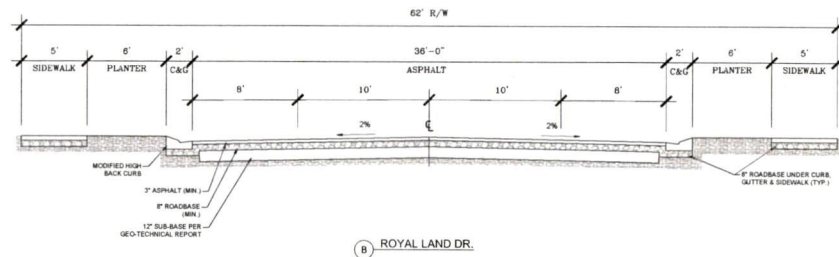 62' R/W
5' 6' 2' 36'-0" 2' 6' 5'
SIDEWALK PLANTER C&G ASPHALT C&G PLANTER SIDEWALK
8' 10' 10' 8'
2% ℄ 2%
MODIFIED HIGH
BACK CURB
3" ASPHALT (MIN.)
8" ROADBASE
(MIN.)
12" SUB-BASE PER
GEO-TECHNICAL REPORT
6" ROADBASE UNDER CURB,
GUTTER & SIDEWALK (TYP.)
B ROYAL LAND DR.